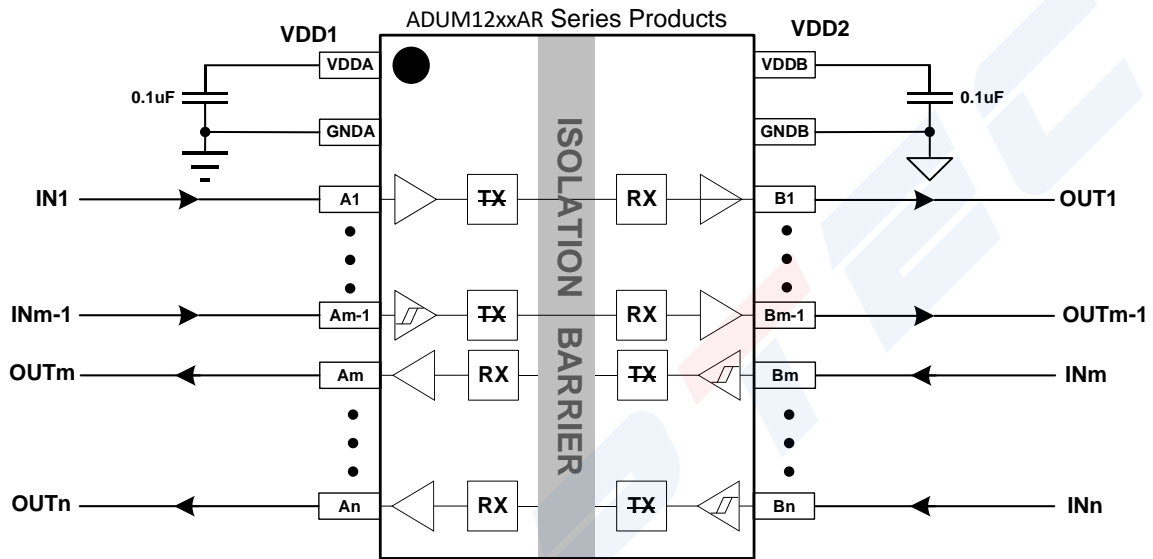 ADUM12xxAR Series Products
VDD1
VDD2
VDDA
VDDB
0.1uF
0.1uF
GNDA
GNDB
ISOLATION BARRIER
IN1
A1
TX
RX
B1
OUT1
INm-1
Am-1
TX
RX
Bm-1
OUTm-1
OUTm
Am
RX
TX
Bm
INm
OUTn
An
RX
TX
Bn
INn